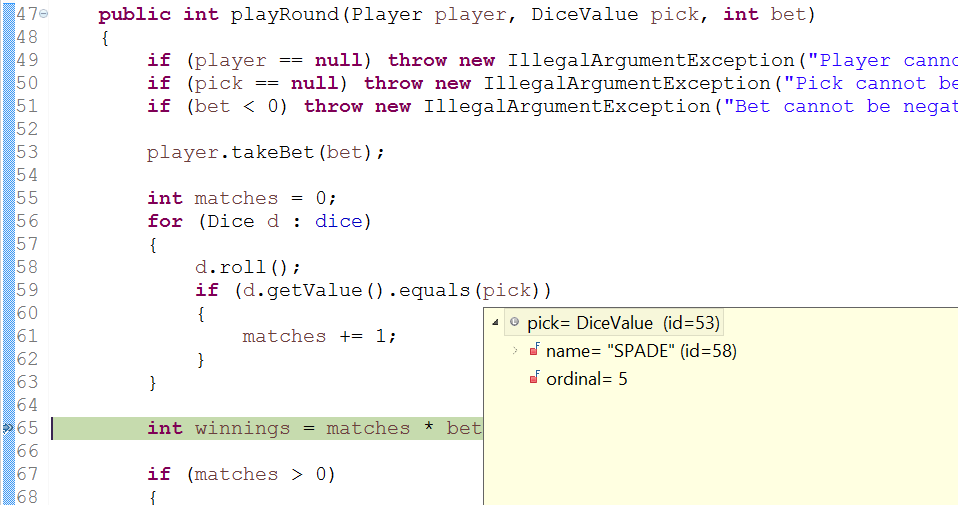 47 public int playRound(Player player, DiceValue pick, int bet)
48 {
49 if (player == null) throw new IllegalArgumentException("Player canno
50 if (pick == null) throw new IllegalArgumentException("Pick cannot be
51 if (bet < 0) throw new IllegalArgumentException("Bet cannot be negat
52
53 player.takeBet(bet);
54
55 int matches = 0;
56 for (Dice d : dice)
57 {
58 d.roll();
59 if (d.getValue().equals(pick))
60 {
61 matches += 1;
62 }
63 }
64
65 int winnings = matches * bet
66
67 if (matches > 0)
68 {
pick= DiceValue (id=53)
name= "SPADE" (id=58)
ordinal= 5